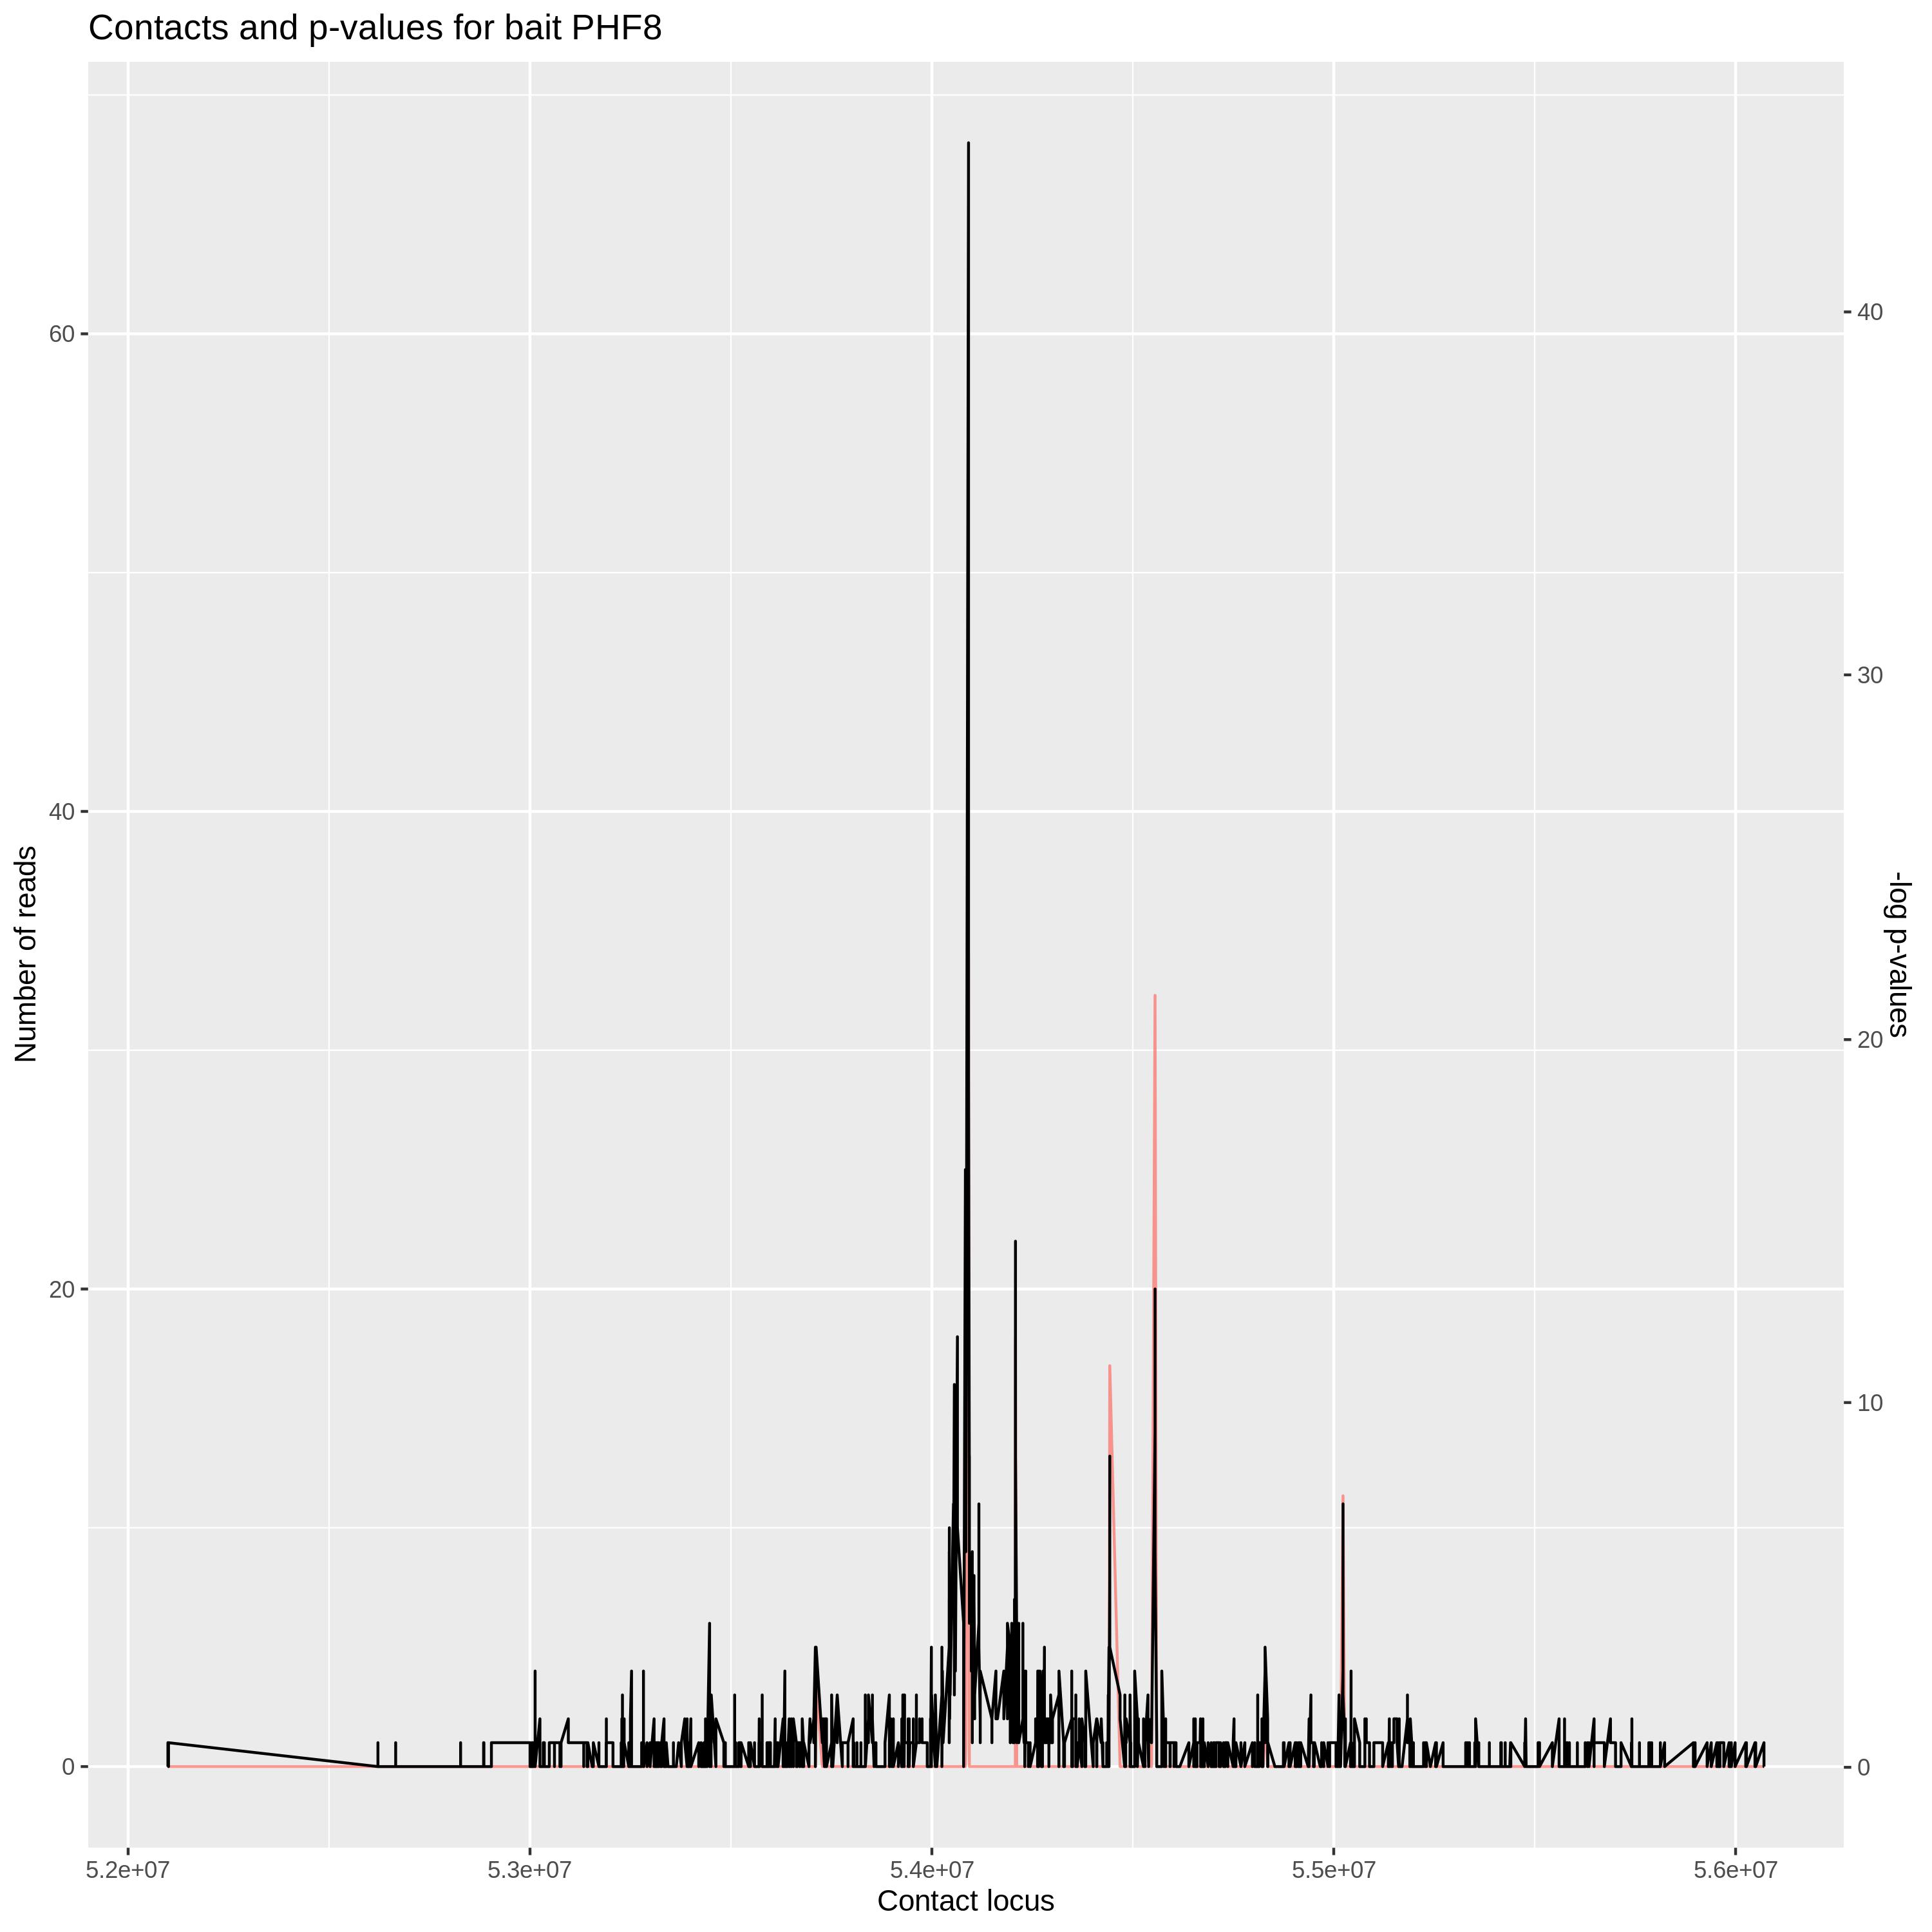 Contacts and p-values for bait PHF8
60
40
20
0
Number of reads
40
30
20
10
0
-log p-values
5.2e+07
5.3e+07
5.4e+07
5.5e+07
5.6e+07
Contact locus